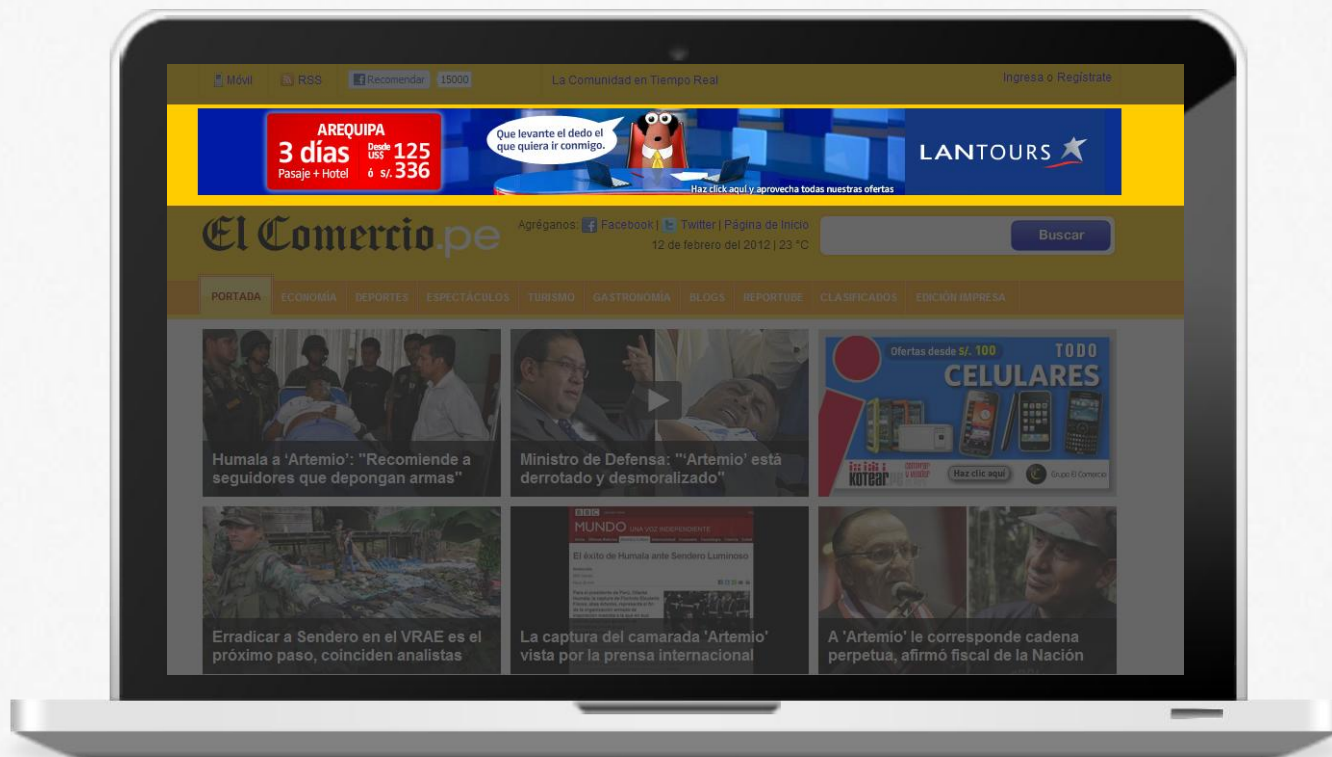 Móvil RSS Recomendar 15000 La Comunidad en Tiempo Real Ingresa o Regístrate
AREQUIPA
3 días Desde US$ 125
Pasaje + Hotel ó s/. 336
Que levante el dedo el
que quiera ir conmigo.
Haz click aquí y aprovecha todas nuestras ofertas
LANTOURS
El Comercio.pe
Agréganos: Facebook | Twitter | Página de Inicio
12 de febrero del 2012 | 23 °C
Buscar
PORTADA ECONOMÍA DEPORTES ESPECTÁCULOS TURISMO GASTRONOMÍA BLOGS REPORTUBE CLASIFICADOS EDICIÓN IMPRESA
Humala a ‘Artemio’: "Recomiende a
seguidores que depongan armas"
Ministro de Defensa: "‘Artemio’ está
derrotado y desmoralizado"
Ofertas desde S/. 100 TODO
CELULARES
kotear
comprar
y vender
Haz clic aquí
Grupo El Comercio
Erradicar a Sendero en el VRAE es el
próximo paso, coinciden analistas
BBC
MUNDO UNA VOZ INDEPENDIENTE
El éxito de Humala ante Sendero Luminoso
La captura del camarada 'Artemio'
vista por la prensa internacional
A 'Artemio' le corresponde cadena
perpetua, afirmó fiscal de la Nación